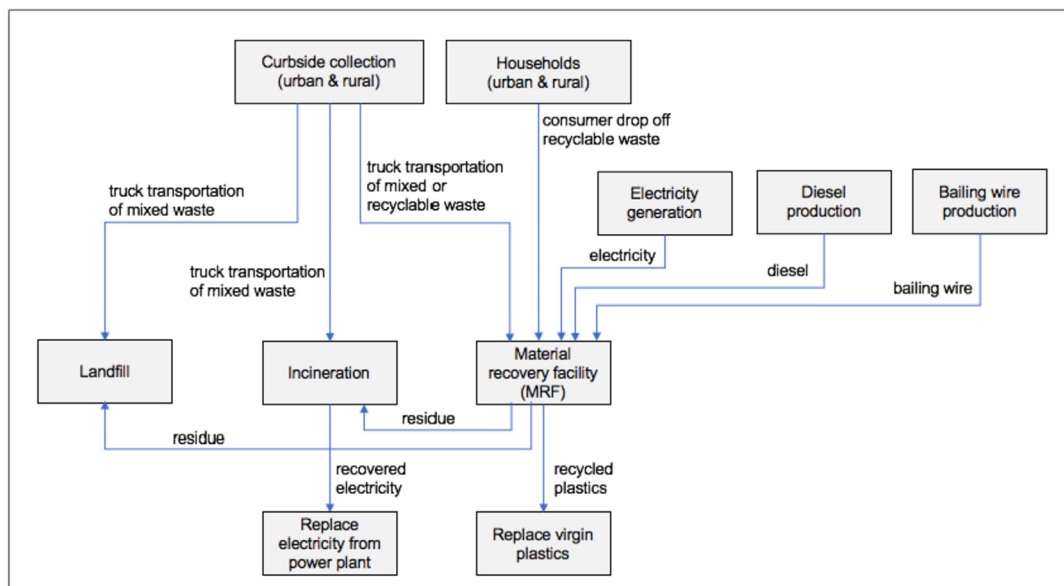 Curbside collection
(urban & rural)
Households
(urban & rural)
consumer drop off
recyclable waste
truck transportation
of mixed or
recyclable waste
truck transportation
of mixed waste
Electricity
generation
Diesel
production
Bailing wire
production
electricity
diesel
bailing wire
truck transportation
of mixed waste
Landfill
Incineration
Material
recovery facility
(MRF)
residue
residue
recovered
electricity
recycled
plastics
Replace
electricity from
power plant
Replace virgin
plastics